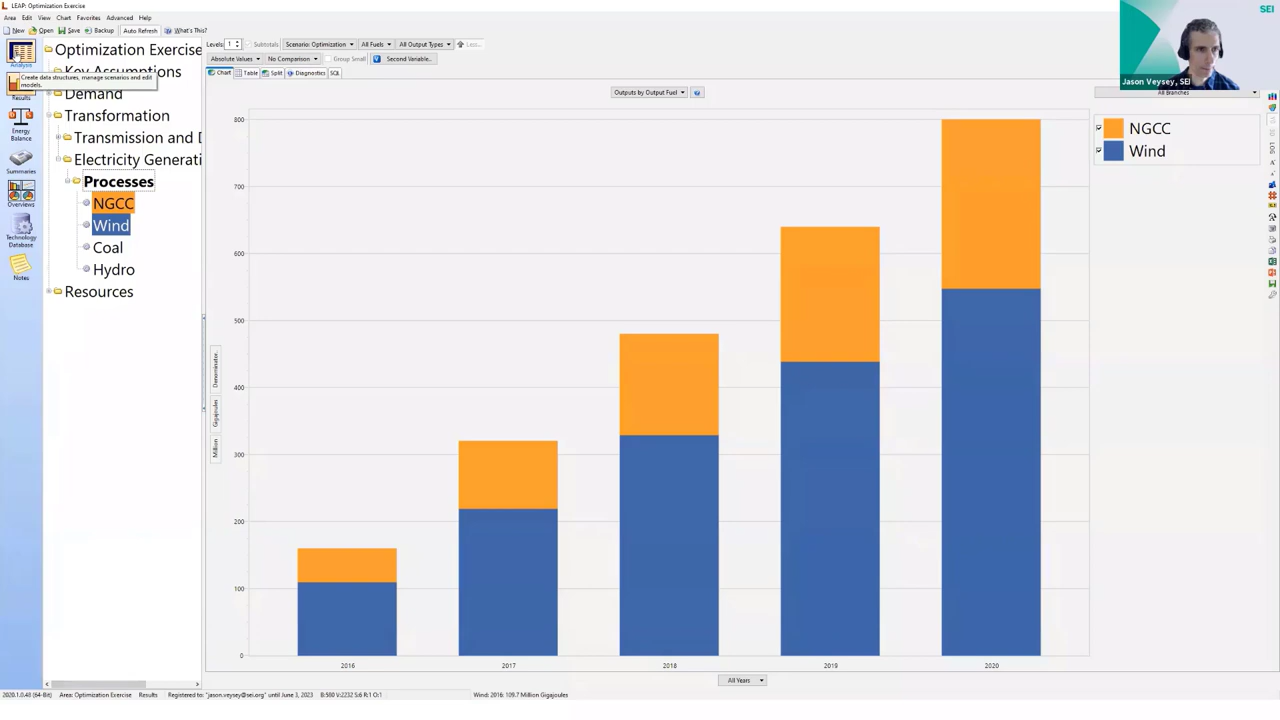 LEAP: Optimization Exercise
Area Edit View Chart Favorites Advanced Help
New Open Save Backup Auto Refresh What's This?
Analysis
Results
Energy Balance
Summaries
Overviews
Technology Database
Notes
Create data structures, manage scenarios and edit models.
Optimization Exercise
Key Assumptions
Demand
Transformation
Transmission and D
Electricity Generati
Processes
NGCC
Wind
Coal
Hydro
Resources
Levels: 1 Subtotals Scenario: Optimization All Fuels All Output Types Less...
Absolute Values No Comparison Group Small Second Variable...
Chart Table Split Diagnostics SQL
Outputs by Output Fuel
All Branches
NGCC
Wind
800
700
600
500
400
300
200
100
0
Denominator...
Gigajoules
Million
2016 2017 2018 2019 2020
All Years
LOG
SEI
Jason Veysey, SEI
2020.1.0.48 (64-Bit) Area: Optimization Exercise Results Registered to: "jason.veysey@sei.org" until June 3, 2023 B:580 V:2232 S:6 R:1 O:1 Wind: 2016: 109.7 Million Gigajoules